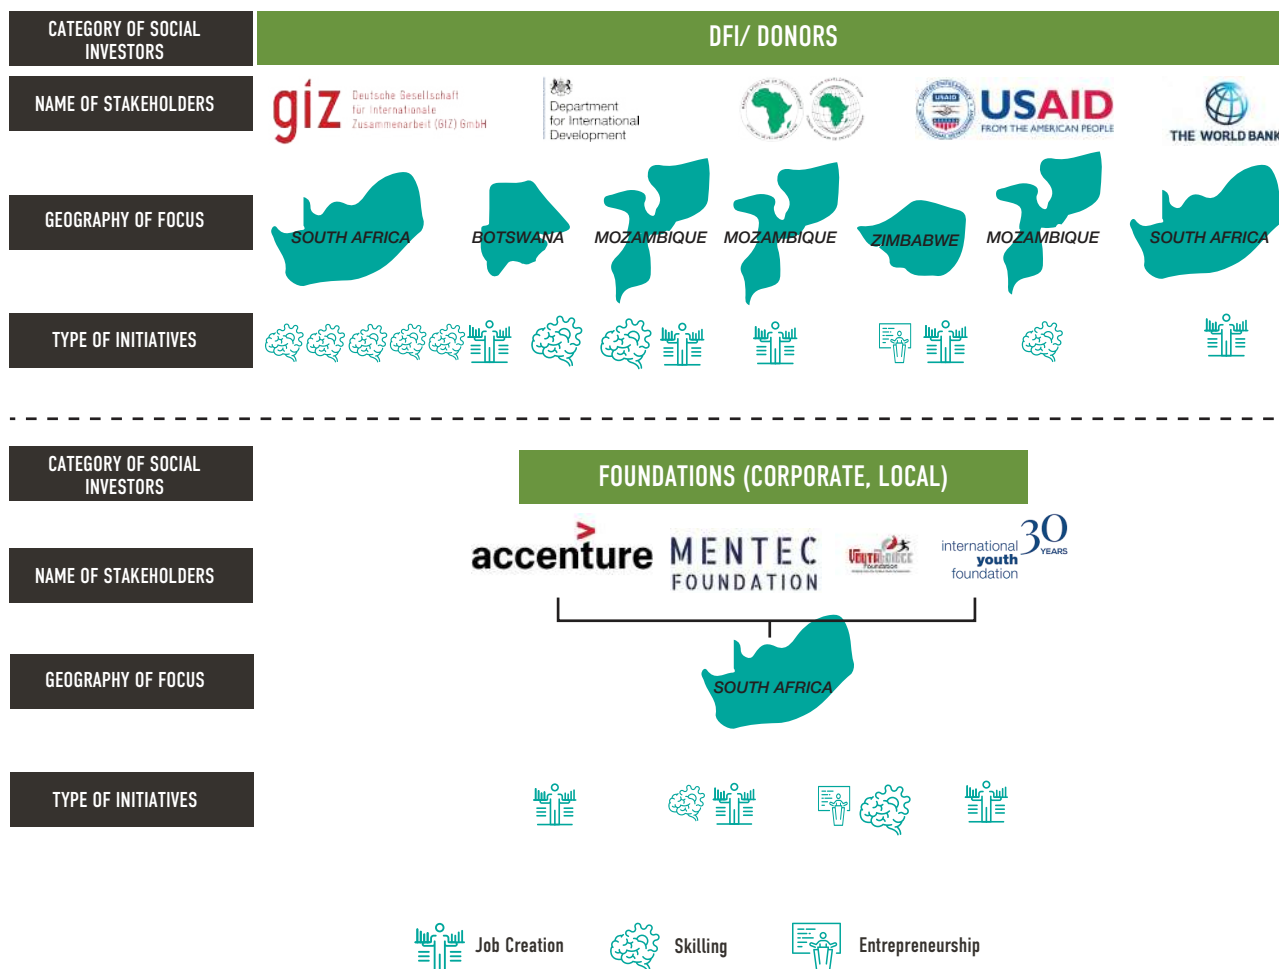 CATEGORY OF SOCIAL
INVESTORS
DFI/ DONORS
NAME OF STAKEHOLDERS
giz
Deutsche Gesellschaft
für Internationale
Zusammenarbeit (GIZ) GmbH
Department
for International
Development
USAID
USAID
FROM THE AMERICAN PEOPLE
THE WORLD BANK
GEOGRAPHY OF FOCUS
SOUTH AFRICA
BOTSWANA
MOZAMBIQUE
MOZAMBIQUE
ZIMBABWE
MOZAMBIQUE
SOUTH AFRICA
TYPE OF INITIATIVES
CATEGORY OF SOCIAL
INVESTORS
FOUNDATIONS (CORPORATE, LOCAL)
NAME OF STAKEHOLDERS
accenture
MENTEC
FOUNDATION
Foundation
international
youth
foundation
30
YEARS
GEOGRAPHY OF FOCUS
SOUTH AFRICA
TYPE OF INITIATIVES
Job Creation
Skilling
Entrepreneurship